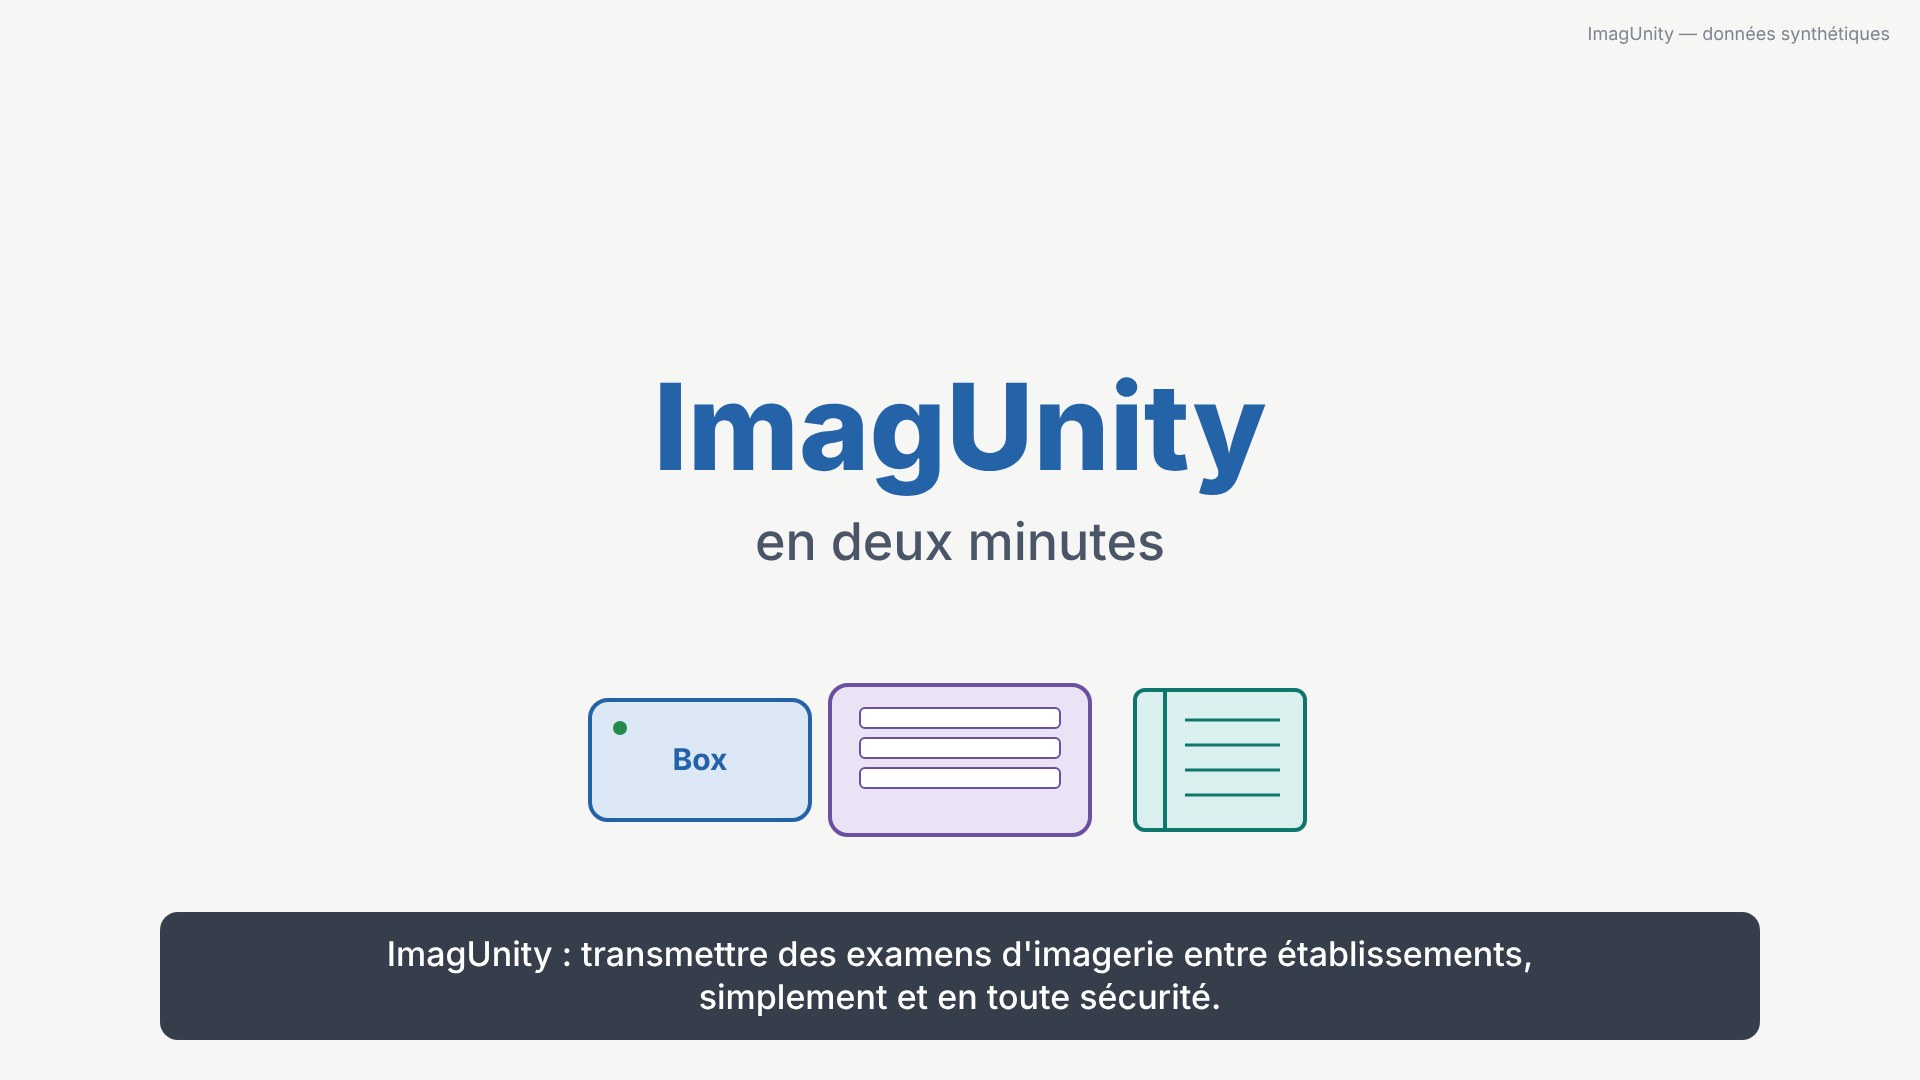 ImagUnity — données synthétiques
ImagUnity
en deux minutes
Box
ImagUnity : transmettre des examens d'imagerie entre établissements,
simplement et en toute sécurité.